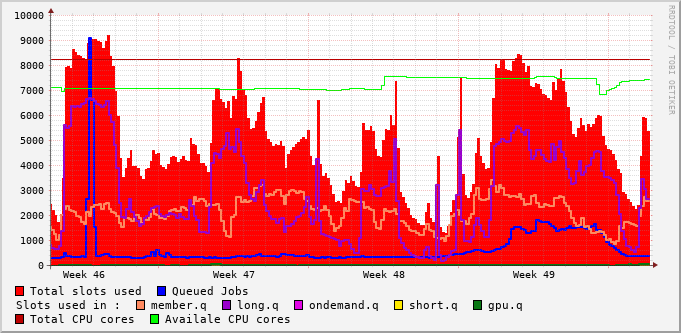 10000
9000
8000
7000
6000
5000
4000
3000
2000
1000
0
Week 46 Week 47 Week 48 Week 49
RRDTOOL / TOBI OETIKER
Total slots used Queued Jobs
Slots used in : member.q long.q ondemand.q short.q gpu.q
Total CPU cores Availale CPU cores